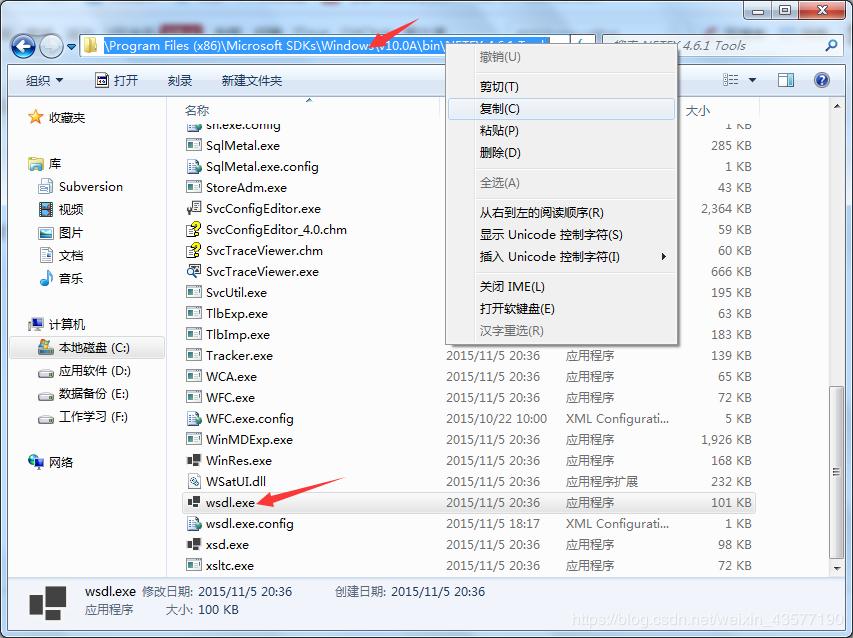 \Program Files (x86)\Microsoft SDKs\Windows\v10.0A\bin\NETFX 4.6.1 Tools
搜索 NETFX 4.6.1 Tools
组织 打开 刻录 新建文件夹
收藏夹
库
Subversion
视频
图片
文档
音乐
计算机
本地磁盘 (C:)
应用软件 (D:)
数据备份 (E:)
工作学习 (F:)
网络
名称 大小
sn.exe.config 1 KB
SqlMetal.exe 285 KB
SqlMetal.exe.config 1 KB
StoreAdm.exe 43 KB
SvcConfigEditor.exe 2,364 KB
SvcConfigEditor_4.0.chm 59 KB
SvcTraceViewer.chm 60 KB
SvcTraceViewer.exe 666 KB
SvcUtil.exe 195 KB
TlbExp.exe 63 KB
TlbImp.exe 183 KB
Tracker.exe 2015/11/5 20:36 应用程序 139 KB
WCA.exe 2015/11/5 20:36 应用程序 65 KB
WFC.exe 2015/11/5 20:36 应用程序 72 KB
WFC.exe.config 2015/10/22 10:00 XML Configurati... 5 KB
WinMDExp.exe 2015/11/5 20:36 应用程序 1,926 KB
WinRes.exe 2015/11/5 20:36 应用程序 168 KB
WSatUI.dll 2015/11/5 20:36 应用程序扩展 232 KB
wsdl.exe 2015/11/5 20:36 应用程序 101 KB
wsdl.exe.config 2015/11/5 18:17 XML Configurati... 1 KB
xsd.exe 2015/11/5 20:36 应用程序 98 KB
xsltc.exe 2015/11/5 20:36 应用程序 72 KB
撤销(U)
剪切(T)
复制(C)
粘贴(P)
删除(D)
全选(A)
从右到左的阅读顺序(R)
显示 Unicode 控制字符(S)
插入 Unicode 控制字符(I)
关闭 IME(L)
打开软键盘(E)
汉字重选(R)
wsdl.exe 修改日期: 2015/11/5 20:36 创建日期: 2015/11/5 20:36
应用程序 大小: 100 KB
https://blog.csdn.net/weixin_43577190